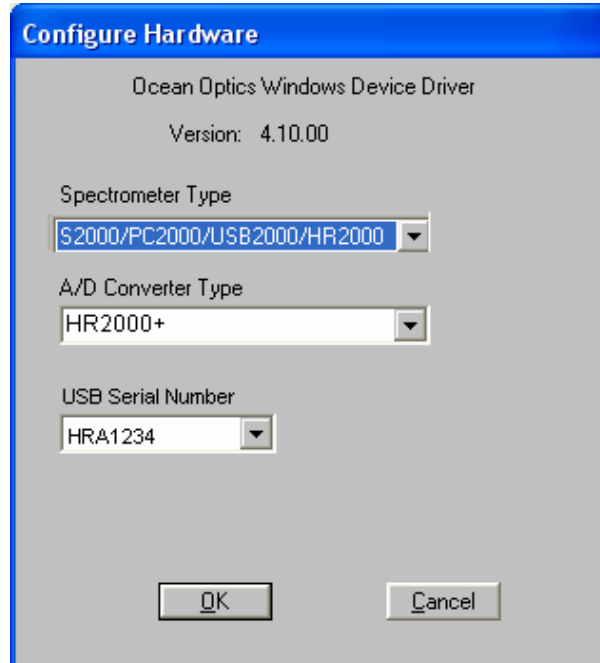 Configure Hardware
Ocean Optics Windows Device Driver
Version: 4.10.00
Spectrometer Type
S2000/PC2000/USB2000/HR2000
A/D Converter Type
HR2000+
USB Serial Number
HRA1234
OK Cancel